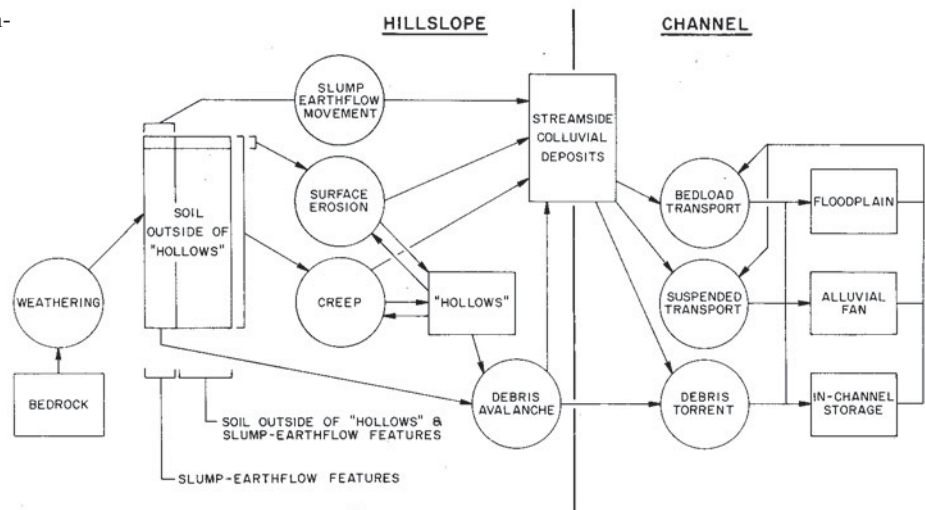 n-
HILLSLOPE
CHANNEL
SLUMP
EARTHFLOW
MOVEMENT
STREAMSIDE
COLLUVIAL
DEPOSITS
SURFACE
EROSION
BEDLOAD
TRANSPORT
FLOODPLAIN
SOIL
OUTSIDE OF
"HOLLOWS"
WEATHERING
CREEP
"HOLLOWS"
SUSPENDED
TRANSPORT
ALLUVIAL
FAN
BEDROCK
DEBRIS
AVALANCHE
DEBRIS
TORRENT
IN-CHANNEL
STORAGE
SOIL OUTSIDE OF "HOLLOWS" &
SLUMP-EARTHFLOW FEATURES
SLUMP-EARTHFLOW FEATURES